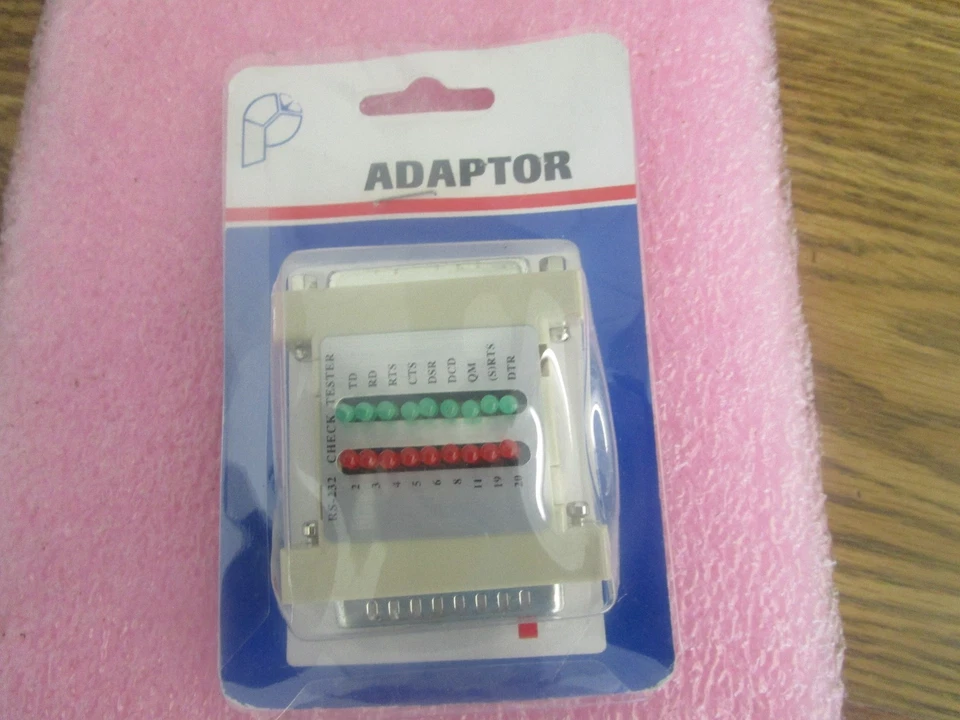 ADAPTOR
RS-232 CHECK TESTER
TD RD RTS CTS DSR DCD QM (S)RTS DTR
2 3 4 5 6 8 11 19 20